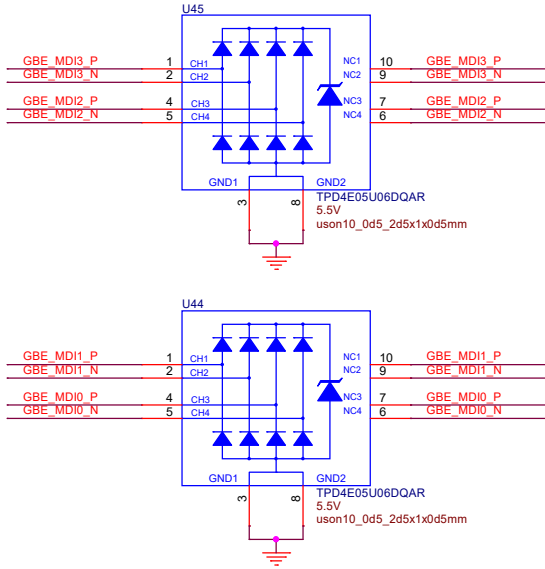 U45
GBE_MDI3_P 1 CH1 NC1 10 GBE_MDI3_P
GBE_MDI3_N 2 CH2 NC2 9 GBE_MDI3_N
GBE_MDI2_P 4 CH3 NC3 7 GBE_MDI2_P
GBE_MDI2_N 5 CH4 NC4 6 GBE_MDI2_N
GND1 GND2
3 8
TPD4E05U06DQAR
5.5V
uson10_0d5_2d5x1x0d5mm
U44
GBE_MDI1_P 1 CH1 NC1 10 GBE_MDI1_P
GBE_MDI1_N 2 CH2 NC2 9 GBE_MDI1_N
GBE_MDI0_P 4 CH3 NC3 7 GBE_MDI0_P
GBE_MDI0_N 5 CH4 NC4 6 GBE_MDI0_N
GND1 GND2
3 8
TPD4E05U06DQAR
5.5V
uson10_0d5_2d5x1x0d5mm